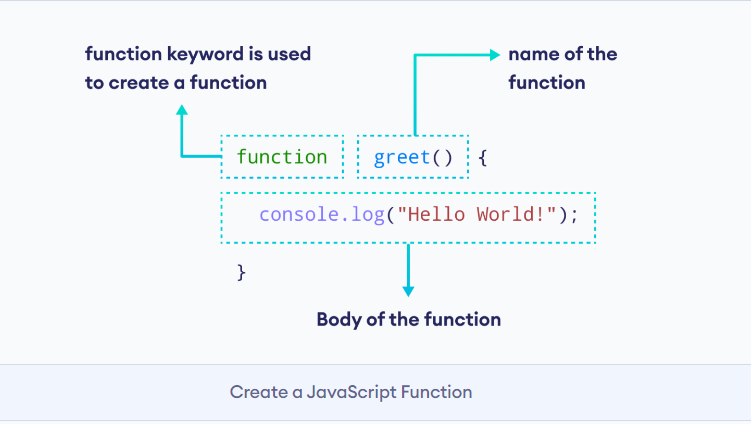 function keyword is used
to create a function
name of the
function
function greet() {
console.log("Hello World!");
}
Body of the function
Create a JavaScript Function